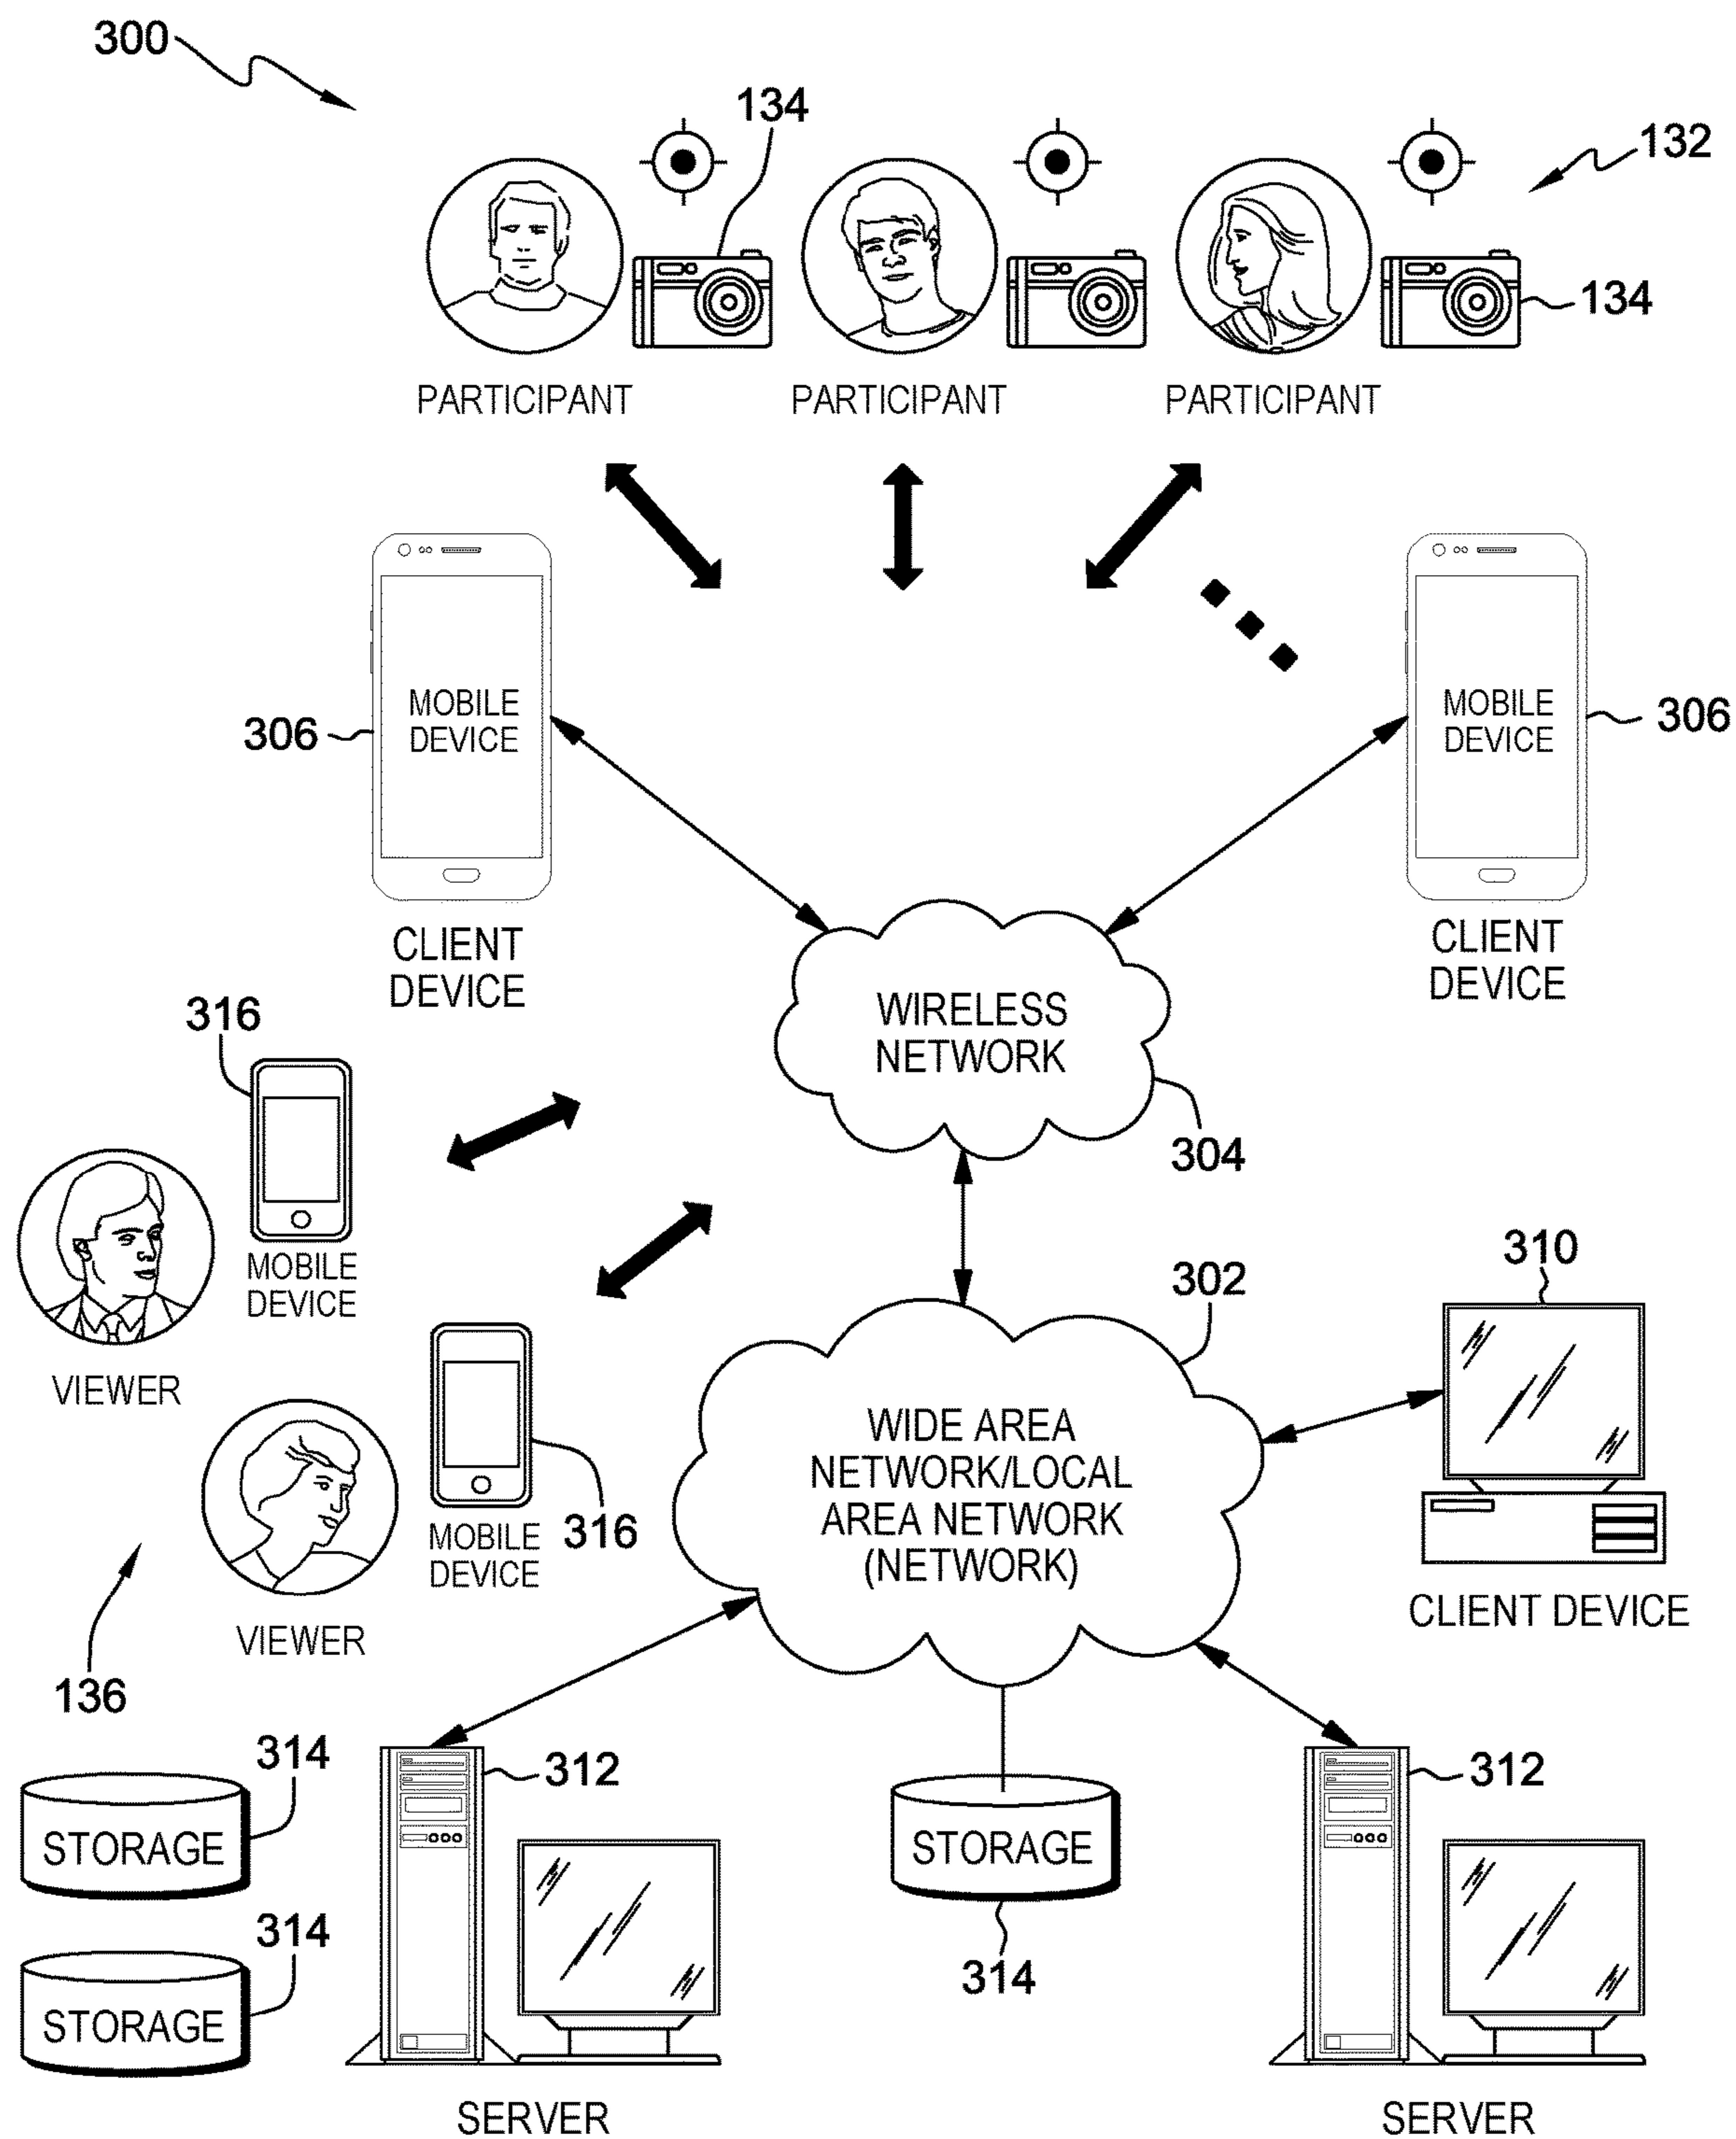 300
134
132
134
PARTICIPANT
PARTICIPANT
PARTICIPANT
MOBILE
DEVICE
306
CLIENT
DEVICE
MOBILE
DEVICE
306
CLIENT
DEVICE
WIRELESS
NETWORK
304
316
MOBILE
DEVICE
VIEWER
316
MOBILE
DEVICE
VIEWER
136
302
WIDE AREA
NETWORK/LOCAL
AREA NETWORK
(NETWORK)
310
CLIENT DEVICE
314
STORAGE
314
STORAGE
312
SERVER
STORAGE
314
312
SERVER